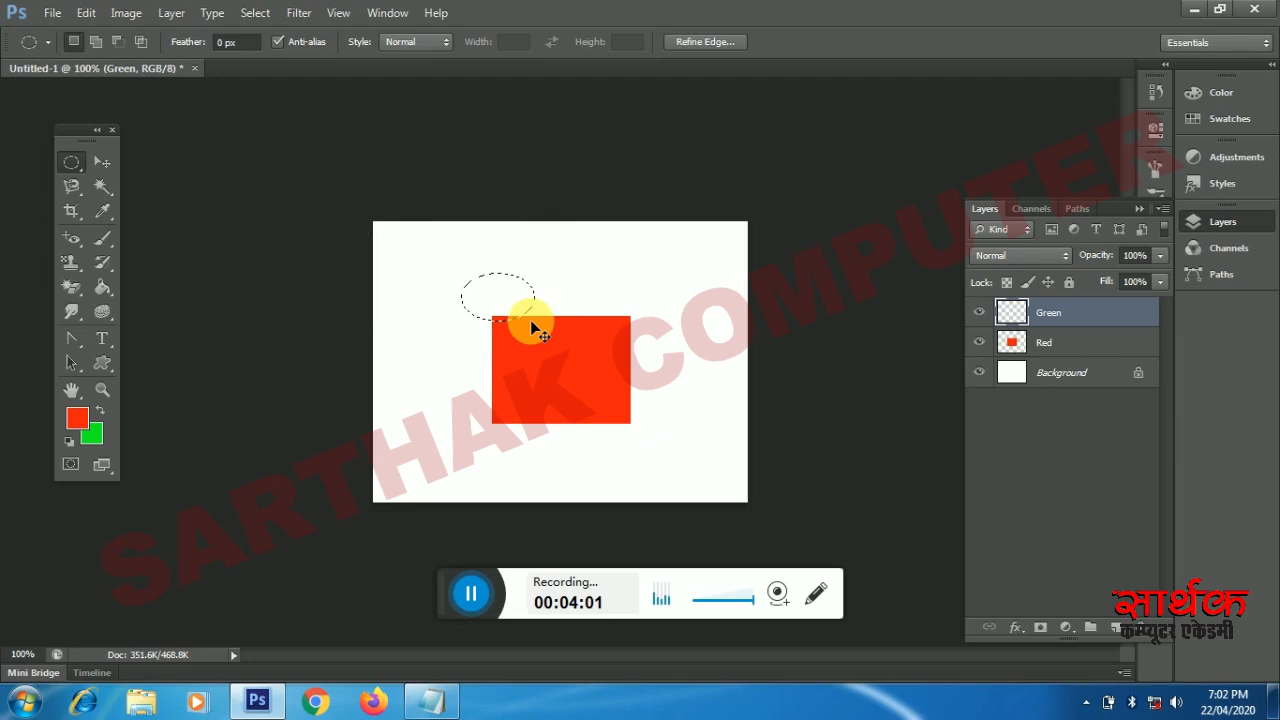 Ps File Edit Image Layer Type Select Filter View Window Help
Feather: 0 px Anti-alias Style: Normal Width: Height: Refine Edge... Essentials
Untitled-1 @ 100% (Green, RGB/8) * ×
Color
Swatches
Adjustments
Styles
Layers
Channels
Paths
Layers Channels Paths
Kind
Normal Opacity: 100%
Lock: Fill: 100%
Green
Red
Background
SARTHAK COMPUTER
Recording...
00:04:01
सार्थक
कम्प्यूटर एकेडमी
100% Doc: 351.6K/468.8K
Mini Bridge Timeline
Ps
7:02 PM
22/04/2020